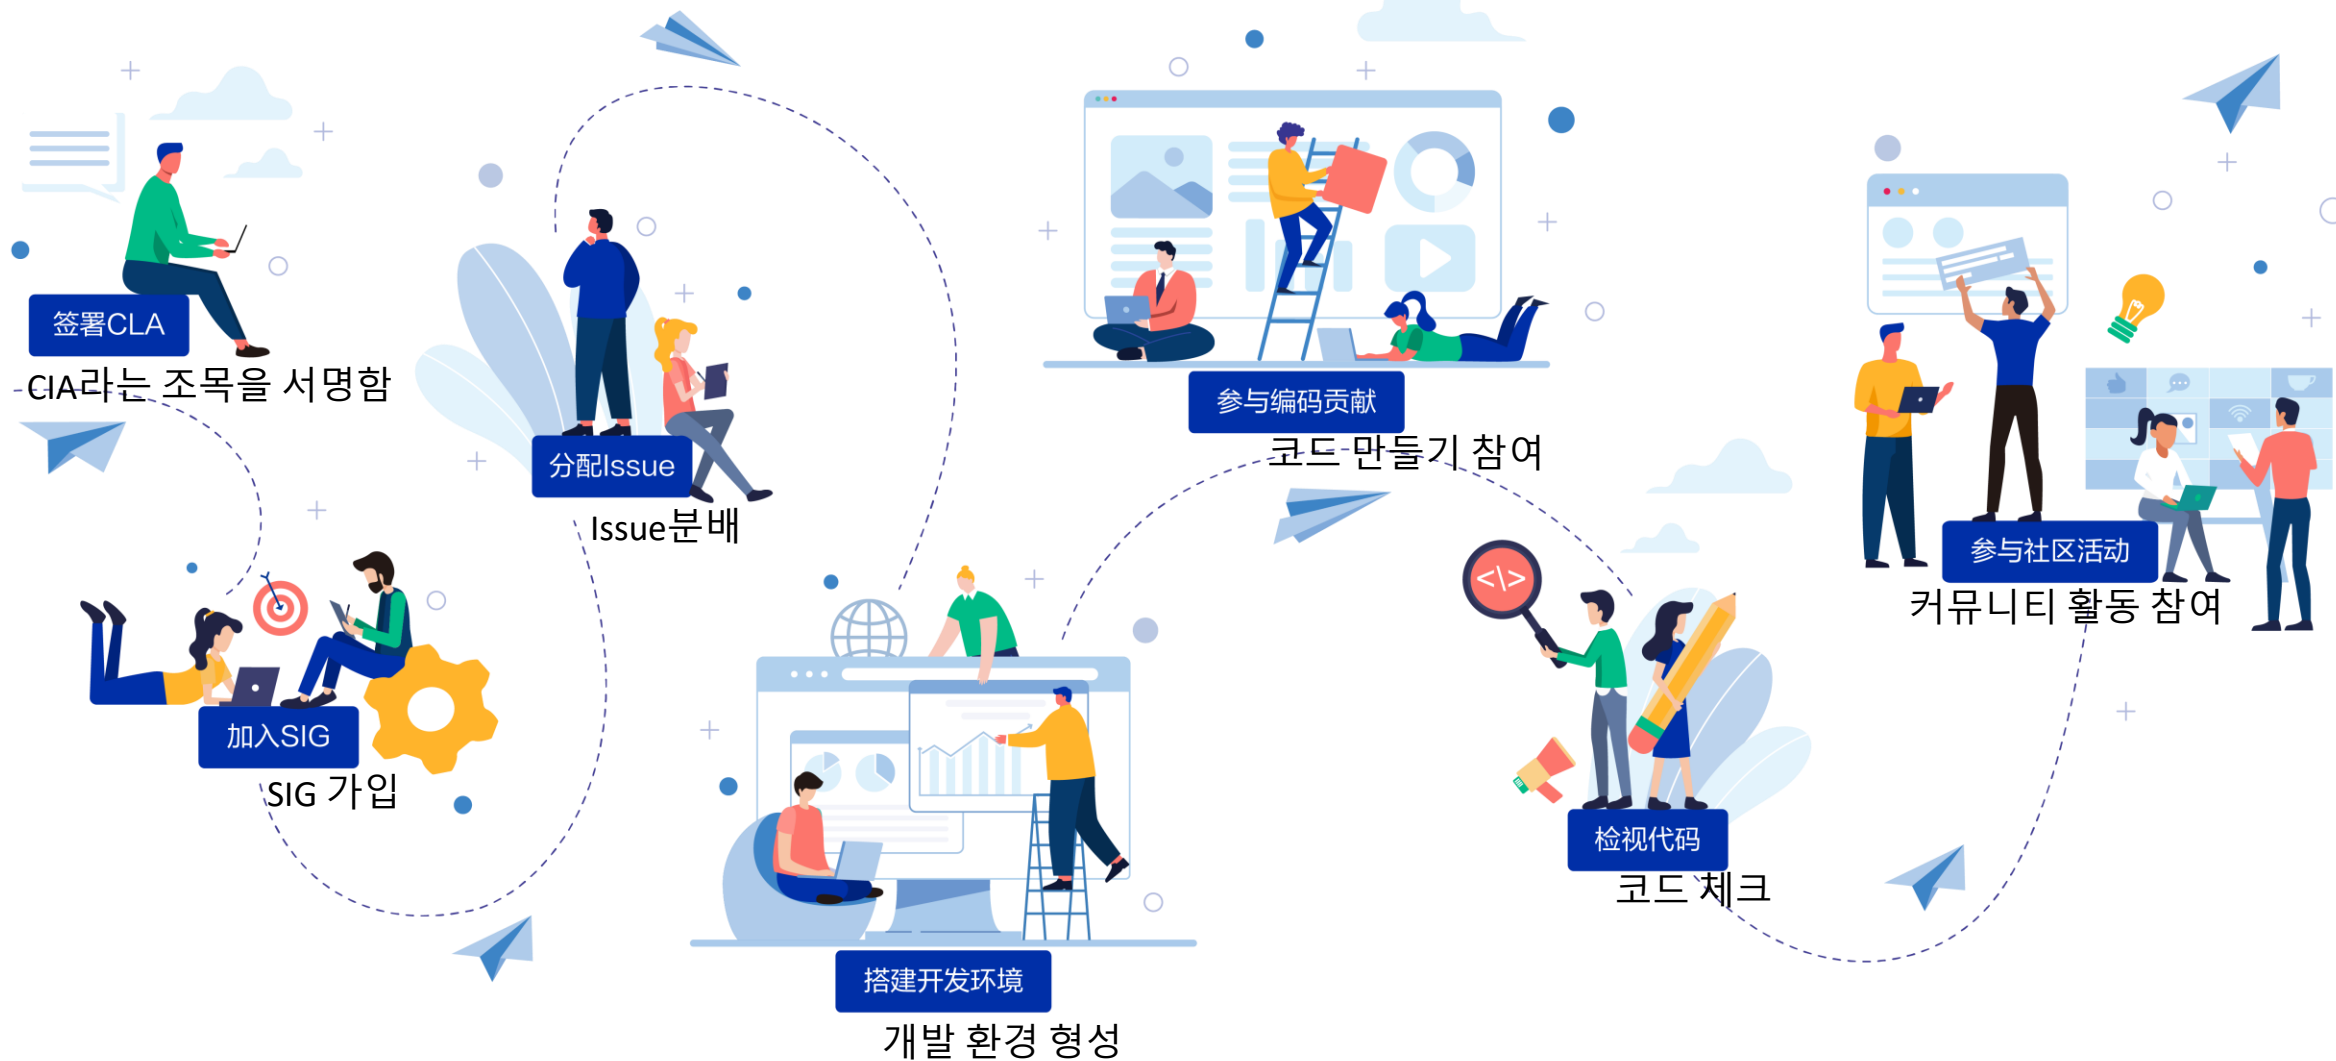 签署CLA
CIA라는 조목을 서명함
加入SIG
SIG 가입
分配Issue
Issue분배
搭建开发环境
개발 환경 형성
参与编码贡献
코드 만들기 참여
</>
检视代码
코드 체크
参与社区活动
커뮤니티 활동 참여